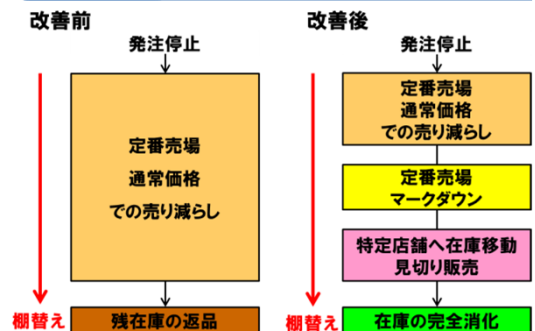 改善前
発注停止
定番売場
通常価格
での売り減らし
棚替え
残在庫の返品
改善後
発注停止
定番売場
通常価格
での売り減らし
定番売場
マークダウン
特定店舗へ在庫移動
見切り販売
棚替え
在庫の完全消化